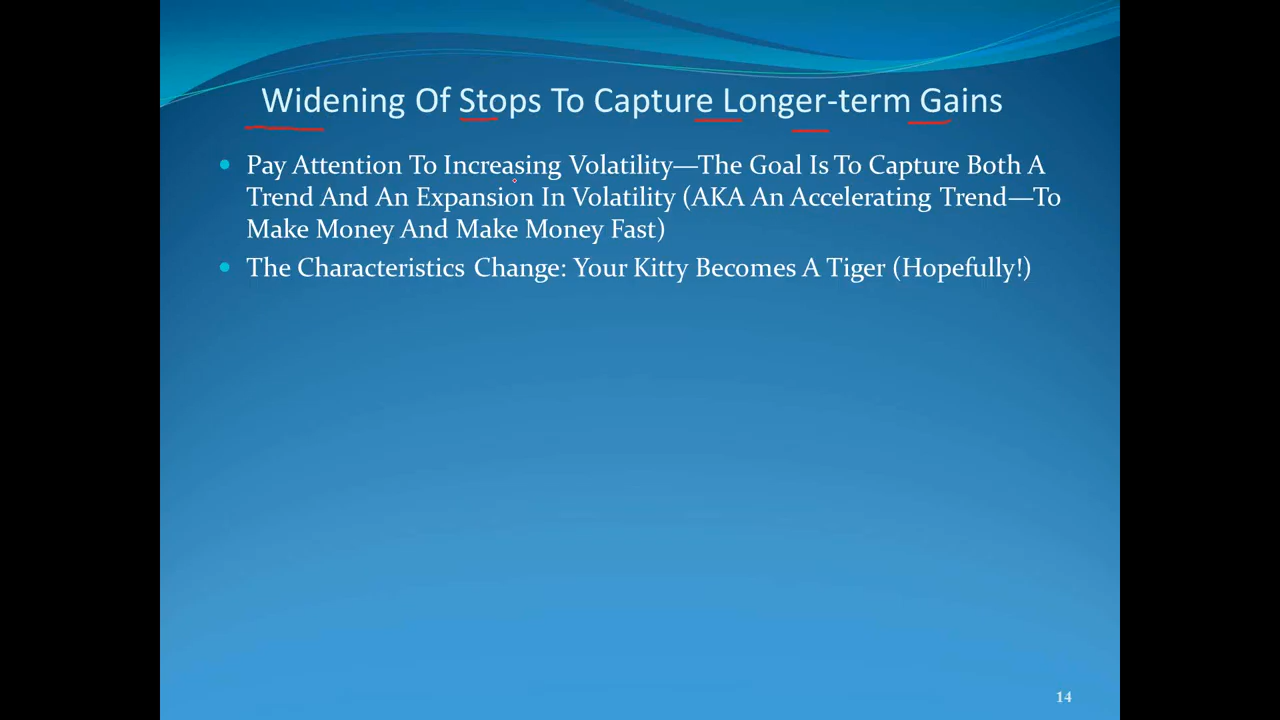 Widening Of Stops To Capture Longer-term Gains
Pay Attention To Increasing Volatility—The Goal Is To Capture Both A
Trend And An Expansion In Volatility (AKA An Accelerating Trend—To
Make Money And Make Money Fast)
The Characteristics Change: Your Kitty Becomes A Tiger (Hopefully!)
14